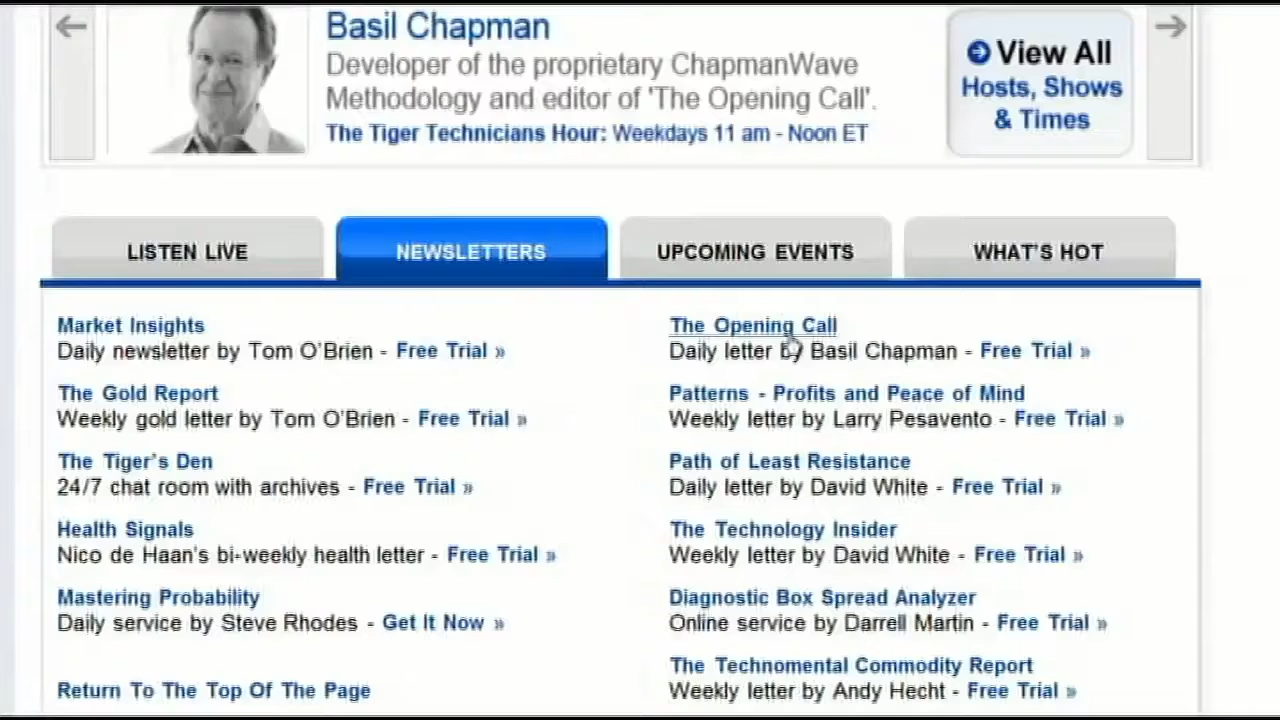 Basil Chapman
Developer of the proprietary ChapmanWave
Methodology and editor of 'The Opening Call'.
The Tiger Technicians Hour: Weekdays 11 am - Noon ET
View All
Hosts, Shows
& Times
LISTEN LIVE
NEWSLETTERS
UPCOMING EVENTS
WHAT'S HOT
Market Insights
Daily newsletter by Tom O'Brien - Free Trial »
The Gold Report
Weekly gold letter by Tom O'Brien - Free Trial »
The Tiger's Den
24/7 chat room with archives - Free Trial »
Health Signals
Nico de Haan's bi-weekly health letter - Free Trial »
Mastering Probability
Daily service by Steve Rhodes - Get It Now »
Return To The Top Of The Page
The Opening Call
Daily letter by Basil Chapman - Free Trial »
Patterns - Profits and Peace of Mind
Weekly letter by Larry Pesavento - Free Trial »
Path of Least Resistance
Daily letter by David White - Free Trial »
The Technology Insider
Weekly letter by David White - Free Trial »
Diagnostic Box Spread Analyzer
Online service by Darrell Martin - Free Trial »
The Technomental Commodity Report
Weekly letter by Andy Hecht - Free Trial »